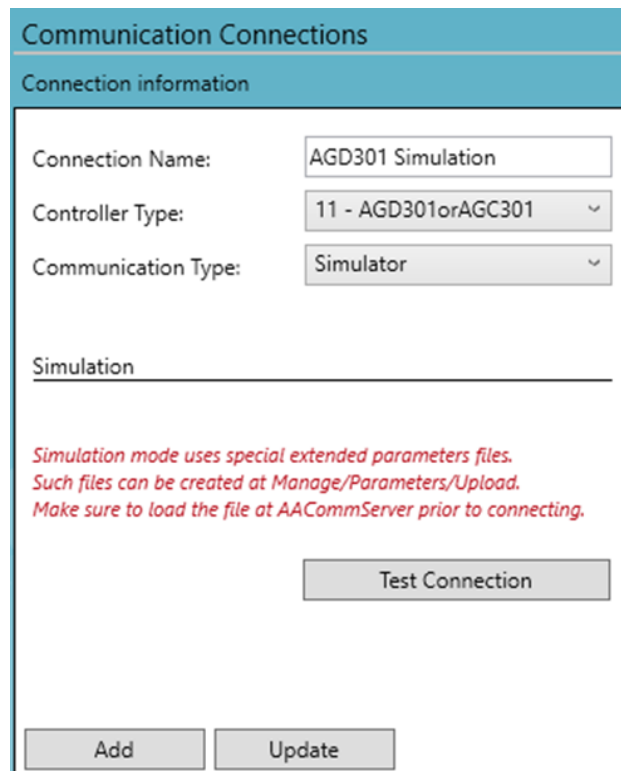 Communication Connections
Connection information
Connection Name: AGD301 Simulation
Controller Type: 11 - AGD301orAGC301
Communication Type: Simulator
Simulation
Simulation mode uses special extended parameters files.
Such files can be created at Manage/Parameters/Upload.
Make sure to load the file at AACommServer prior to connecting.
Test Connection
Add Update